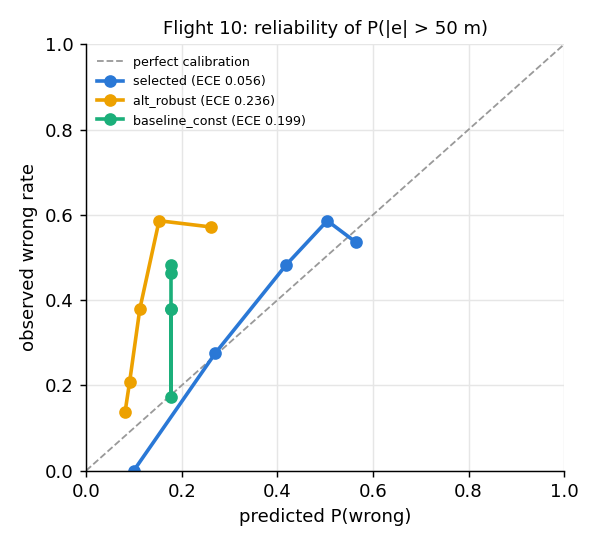 Flight 10: reliability of P(|e| > 50 m)
1.0
0.8
0.6
0.4
0.2
0.0
observed wrong rate
perfect calibration
selected (ECE 0.056)
alt_robust (ECE 0.236)
baseline_const (ECE 0.199)
0.0 0.2 0.4 0.6 0.8 1.0
predicted P(wrong)